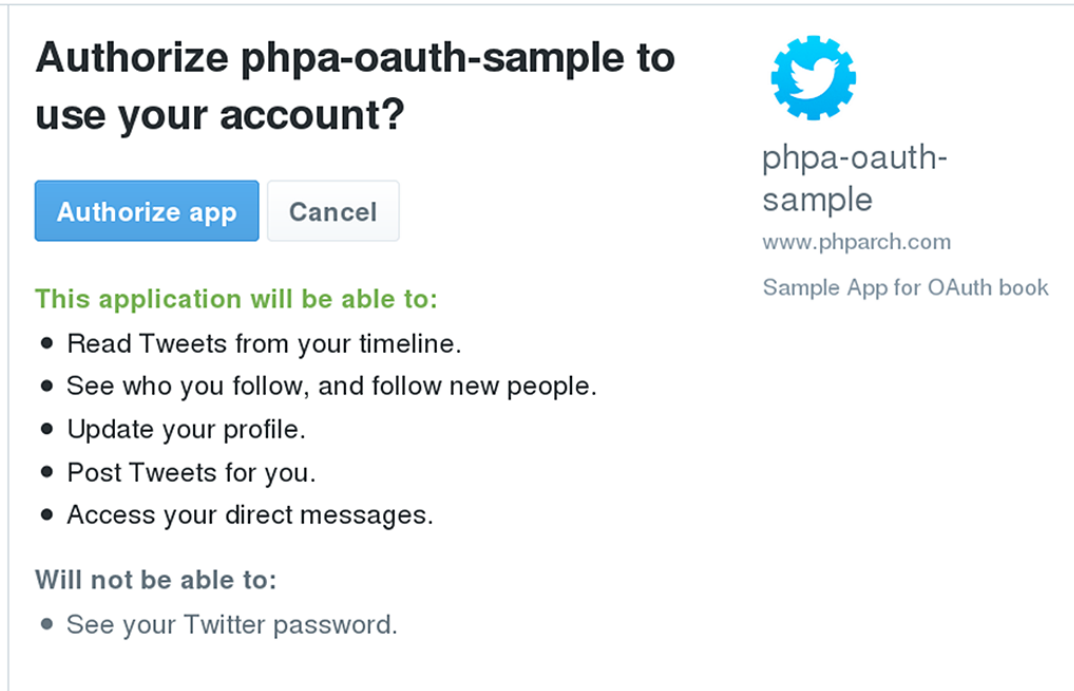 Authorize phpa-oauth-sample to
use your account?
Authorize app
Cancel
This application will be able to:
• Read Tweets from your timeline.
• See who you follow, and follow new people.
• Update your profile.
• Post Tweets for you.
• Access your direct messages.
Will not be able to:
• See your Twitter password.
phpa-oauth-
sample
www.phparch.com
Sample App for OAuth book